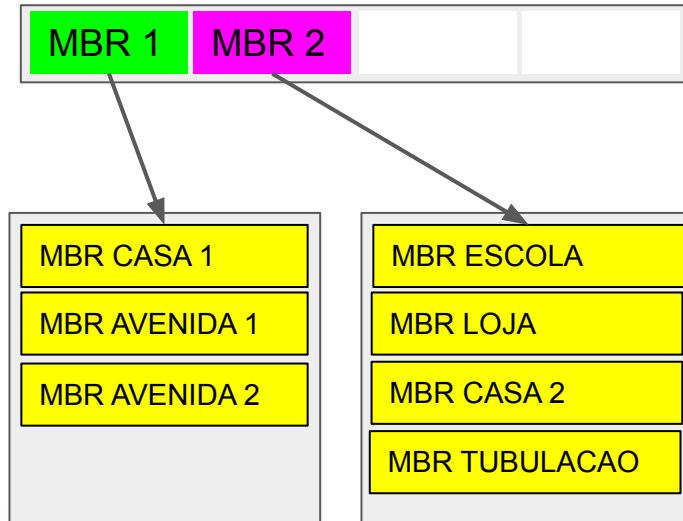 MBR 1
MBR 2
MBR CASA 1
MBR AVENIDA 1
MBR AVENIDA 2
MBR ESCOLA
MBR LOJA
MBR CASA 2
MBR TUBULACAO